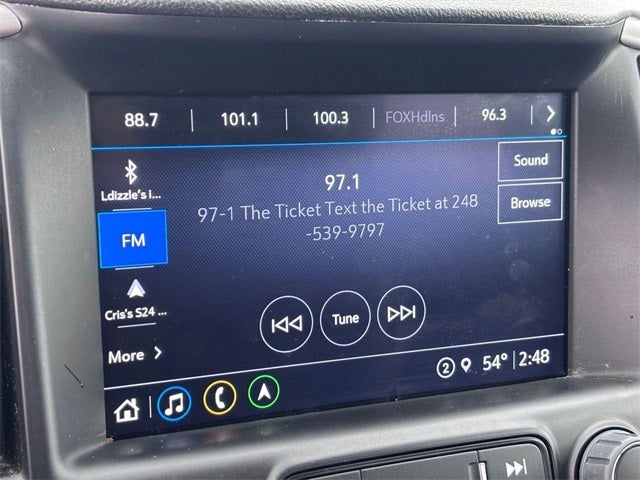 88.7 101.1 100.3 FOXHdlns 96.3
Ldizzle's i...
FM
Cris's S24 ...
More
97.1
97-1 The Ticket Text the Ticket at 248
-539-9797
Sound
Browse
Tune
2 54° 2:48